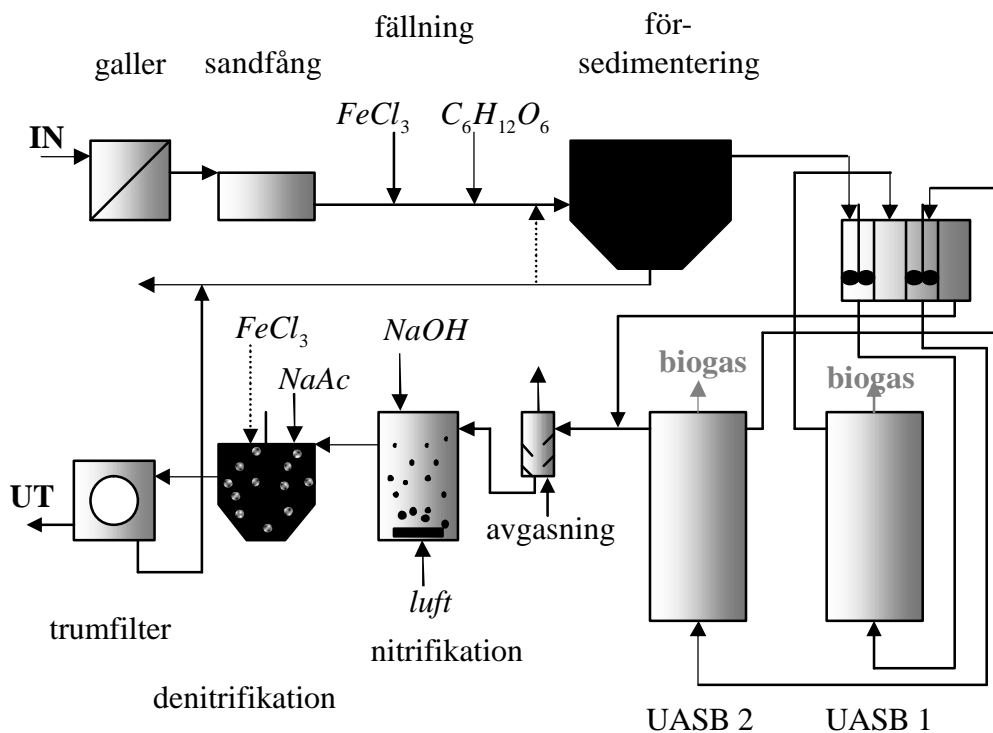 fällning
för-
sedimentering
galler
sandfång
FeCl₃
C₆H₁₂O₆
IN
FeCl₃
NaOH
NaAc
biogas
biogas
UT
avgasning
luft
trumfilter
nitrifikation
denitrifikation
UASB 2
UASB 1